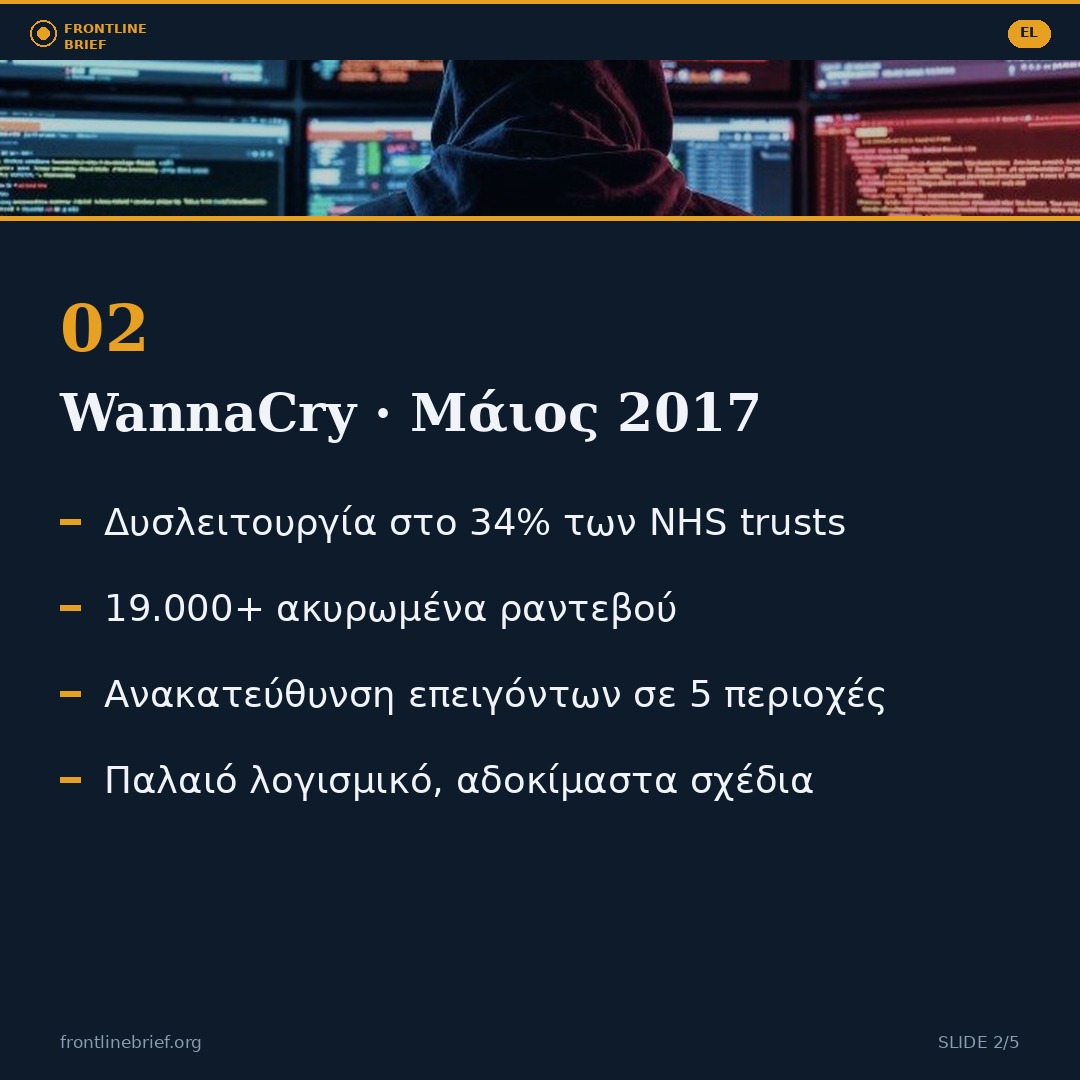 FRONTLINE
BRIEF
EL
02
WannaCry · Μάιος 2017
Δυσλειτουργία στο 34% των NHS trusts
19.000+ ακυρωμένα ραντεβού
Ανακατεύθυνση επειγόντων σε 5 περιοχές
Παλαιό λογισμικό, αδοκίμαστα σχέδια
frontlinebrief.org
SLIDE 2/5